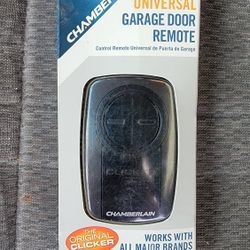 CHAMBERLAIN
UNIVERSAL
GARAGE DOOR
REMOTE
Control Remoto Universal de Puerta de Garaje
CLICKER
CHAMBERLAIN
THE
ORIGINAL
CLICKER
WORKS WITH
ALL MAJOR BRANDS